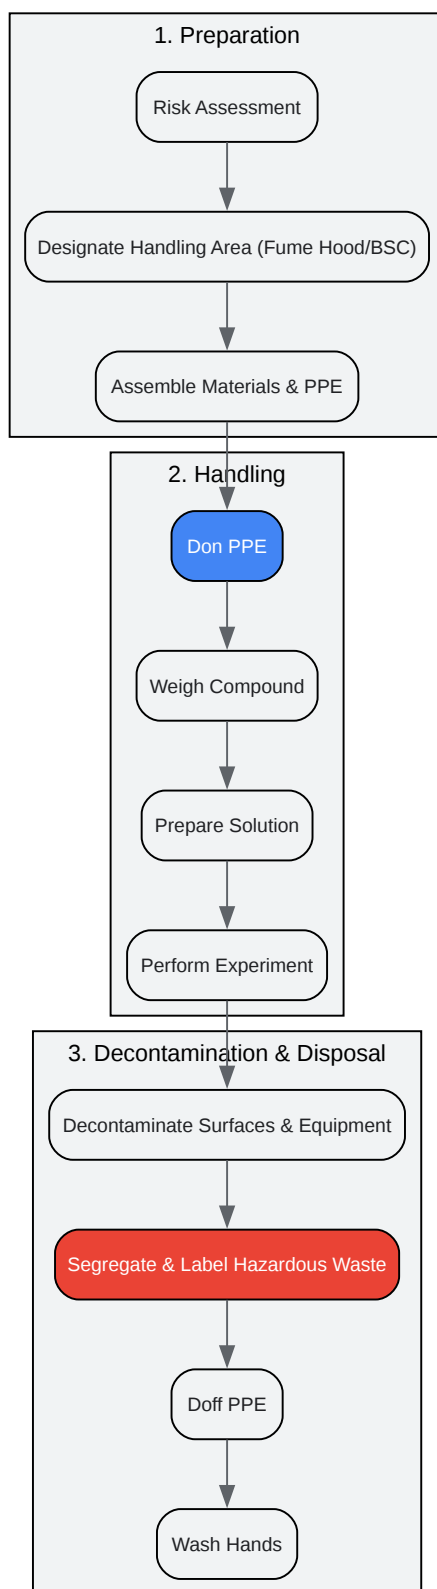 1. Preparation
Risk Assessment
Designate Handling Area (Fume Hood/BSC)
Assemble Materials & PPE
2. Handling
Don PPE
Weigh Compound
Prepare Solution
Perform Experiment
3. Decontamination & Disposal
Decontaminate Surfaces & Equipment
Segregate & Label Hazardous Waste
Doff PPE
Wash Hands